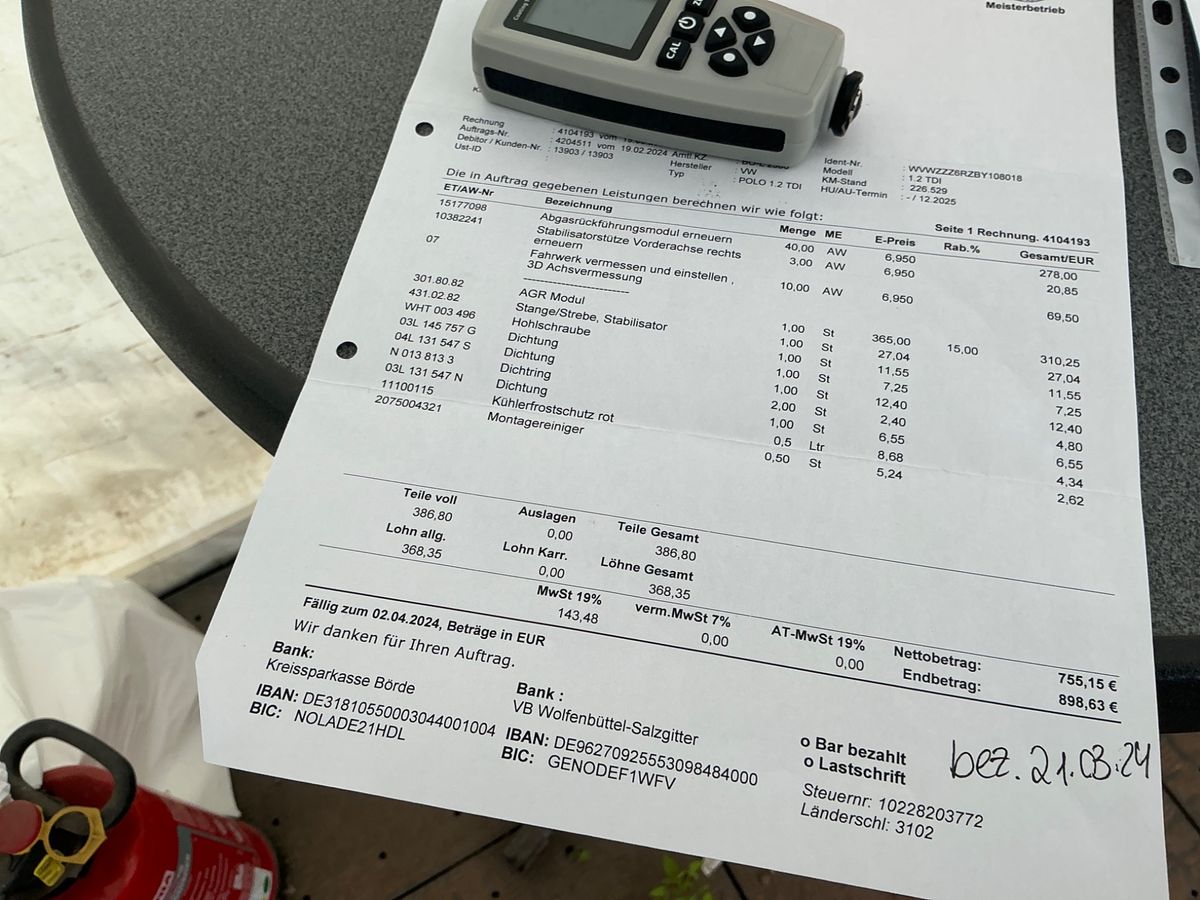 Meisterbetrieb
CAL
Rechnung : 4104193 vom
Auftrags-Nr. : 4204511 vom 19.02.2024 Amtl.KZ
Debitor / Kunden-Nr. : 13903 / 13903 Hersteller : VW
Ust-ID : Typ : POLO 1.2 TDI
Ident-Nr. : WVWZZZ6RZBY108018
Modell : 1.2 TDI
KM-Stand : 226.529
HU/AU-Termin : - / 12.2025
Die in Auftrag gegebenen Leistungen berechnen wir wie folgt:
Seite 1 Rechnung. 4104193
ET/AW-Nr Bezeichnung Menge ME E-Preis Rab.% Gesamt/EUR
15177098 Abgasrückführungsmodul erneuern 40,00 AW 6,950 278,00
10382241 Stabilisatorstütze Vorderachse rechts 3,00 AW 6,950 20,85
erneuern
07 Fahrwerk vermessen und einstellen , 10,00 AW 6,950 69,50
3D Achsvermessung
------------------------
301.80.82 AGR Modul 1,00 St 365,00 15,00 310,25
431.02.82 Stange/Strebe, Stabilisator 1,00 St 27,04 27,04
WHT 003 496 Hohlschraube 1,00 St 11,55 11,55
03L 145 757 G Dichtung 1,00 St 7,25 7,25
04L 131 547 S Dichtung 1,00 St 12,40 12,40
N 013 813 3 Dichtring 2,00 St 2,40 4,80
03L 131 547 N Dichtung 1,00 St 6,55 6,55
11100115 Kühlerfrostschutz rot 0,5 Ltr 8,68 4,34
2075004321 Montagereiniger 0,50 St 5,24 2,62
Teile voll Auslagen Teile Gesamt
386,80 0,00 386,80
Lohn allg. Lohn Karr. Löhne Gesamt
368,35 0,00 368,35
MwSt 19% verm.MwSt 7% AT-MwSt 19% Nettobetrag: 755,15 €
143,48 0,00 0,00 Endbetrag: 898,63 €
Fällig zum 02.04.2024, Beträge in EUR
Wir danken für Ihren Auftrag.
Bank:
Kreissparkasse Börde
IBAN: DE31810550003044001004
BIC: NOLADE21HDL
Bank :
VB Wolfenbüttel-Salzgitter
IBAN: DE96270925553098484000
BIC: GENODEF1WFV
o Bar bezahlt
o Lastschrift
bez. 21.03.24
Steuernr: 10228203772
Länderschl: 3102